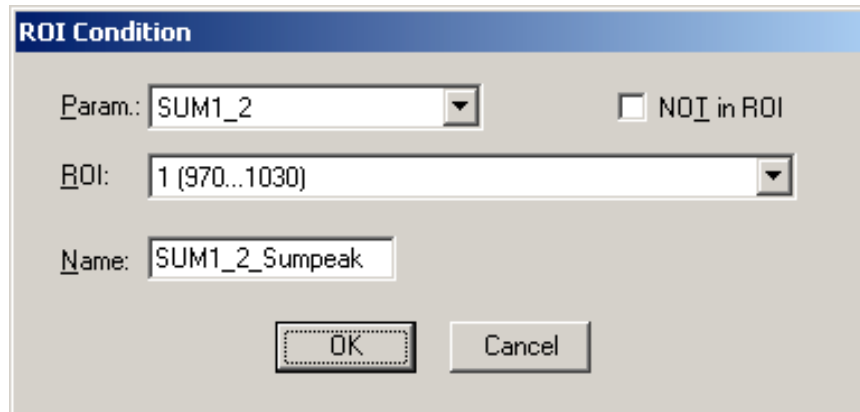 ROI Condition
Param.: SUM1_2 NOT in ROI
ROI: 1 (970...1030)
Name: SUM1_2_Sumpeak
OK Cancel